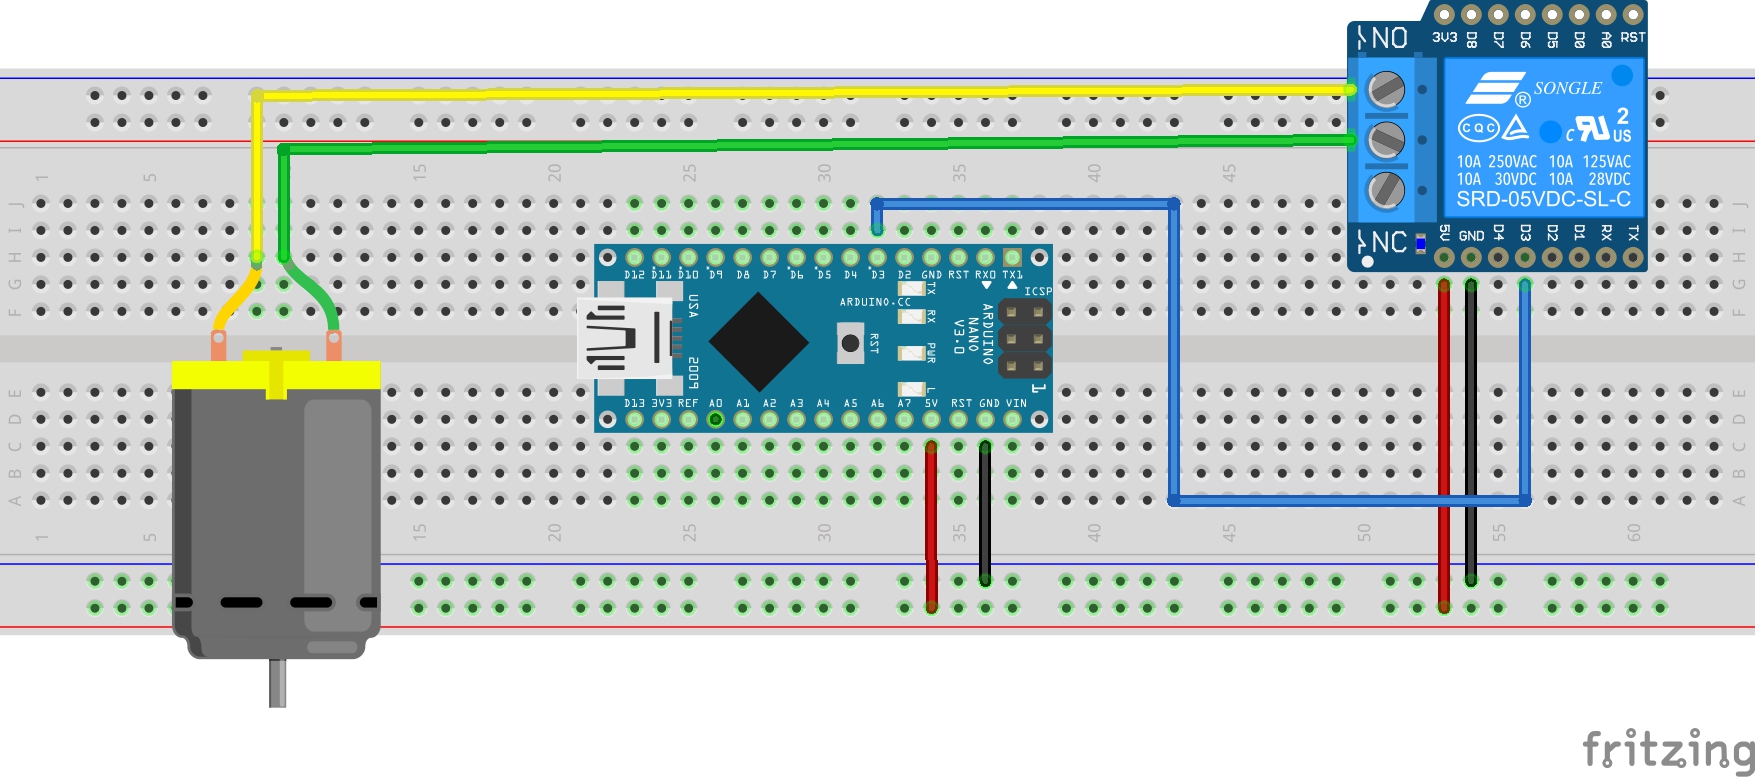 NO
3V3 D8 D7 D6 D5 D0 A0 RST
SONGLE
®
CQC
c RU US 2
10A 250VAC 10A 125VAC
10A 30VDC 10A 28VDC
SRD-05VDC-SL-C
5V GND D4 D3 D2 D1 RX TX
NC
1 5 15 20 25 30 35 40 45
J J
I I
H H
G G
F F
D12 D11 D10 D9 D8 D7 D6 D5 D4 D3 D2 GND RST RX0 TX1
USA
ARDUINO.CC
TX
RX
PWR
L
RST
ICSP
ARDUINO
NANO
V3.0
1
2009
D13 3V3 REF A0 A1 A2 A3 A4 A5 A6 A7 5V RST GND VIN
E E
D D
C C
B B
A A
1 5 15 20 25 30 35 40 45 50 55 60
fritzing